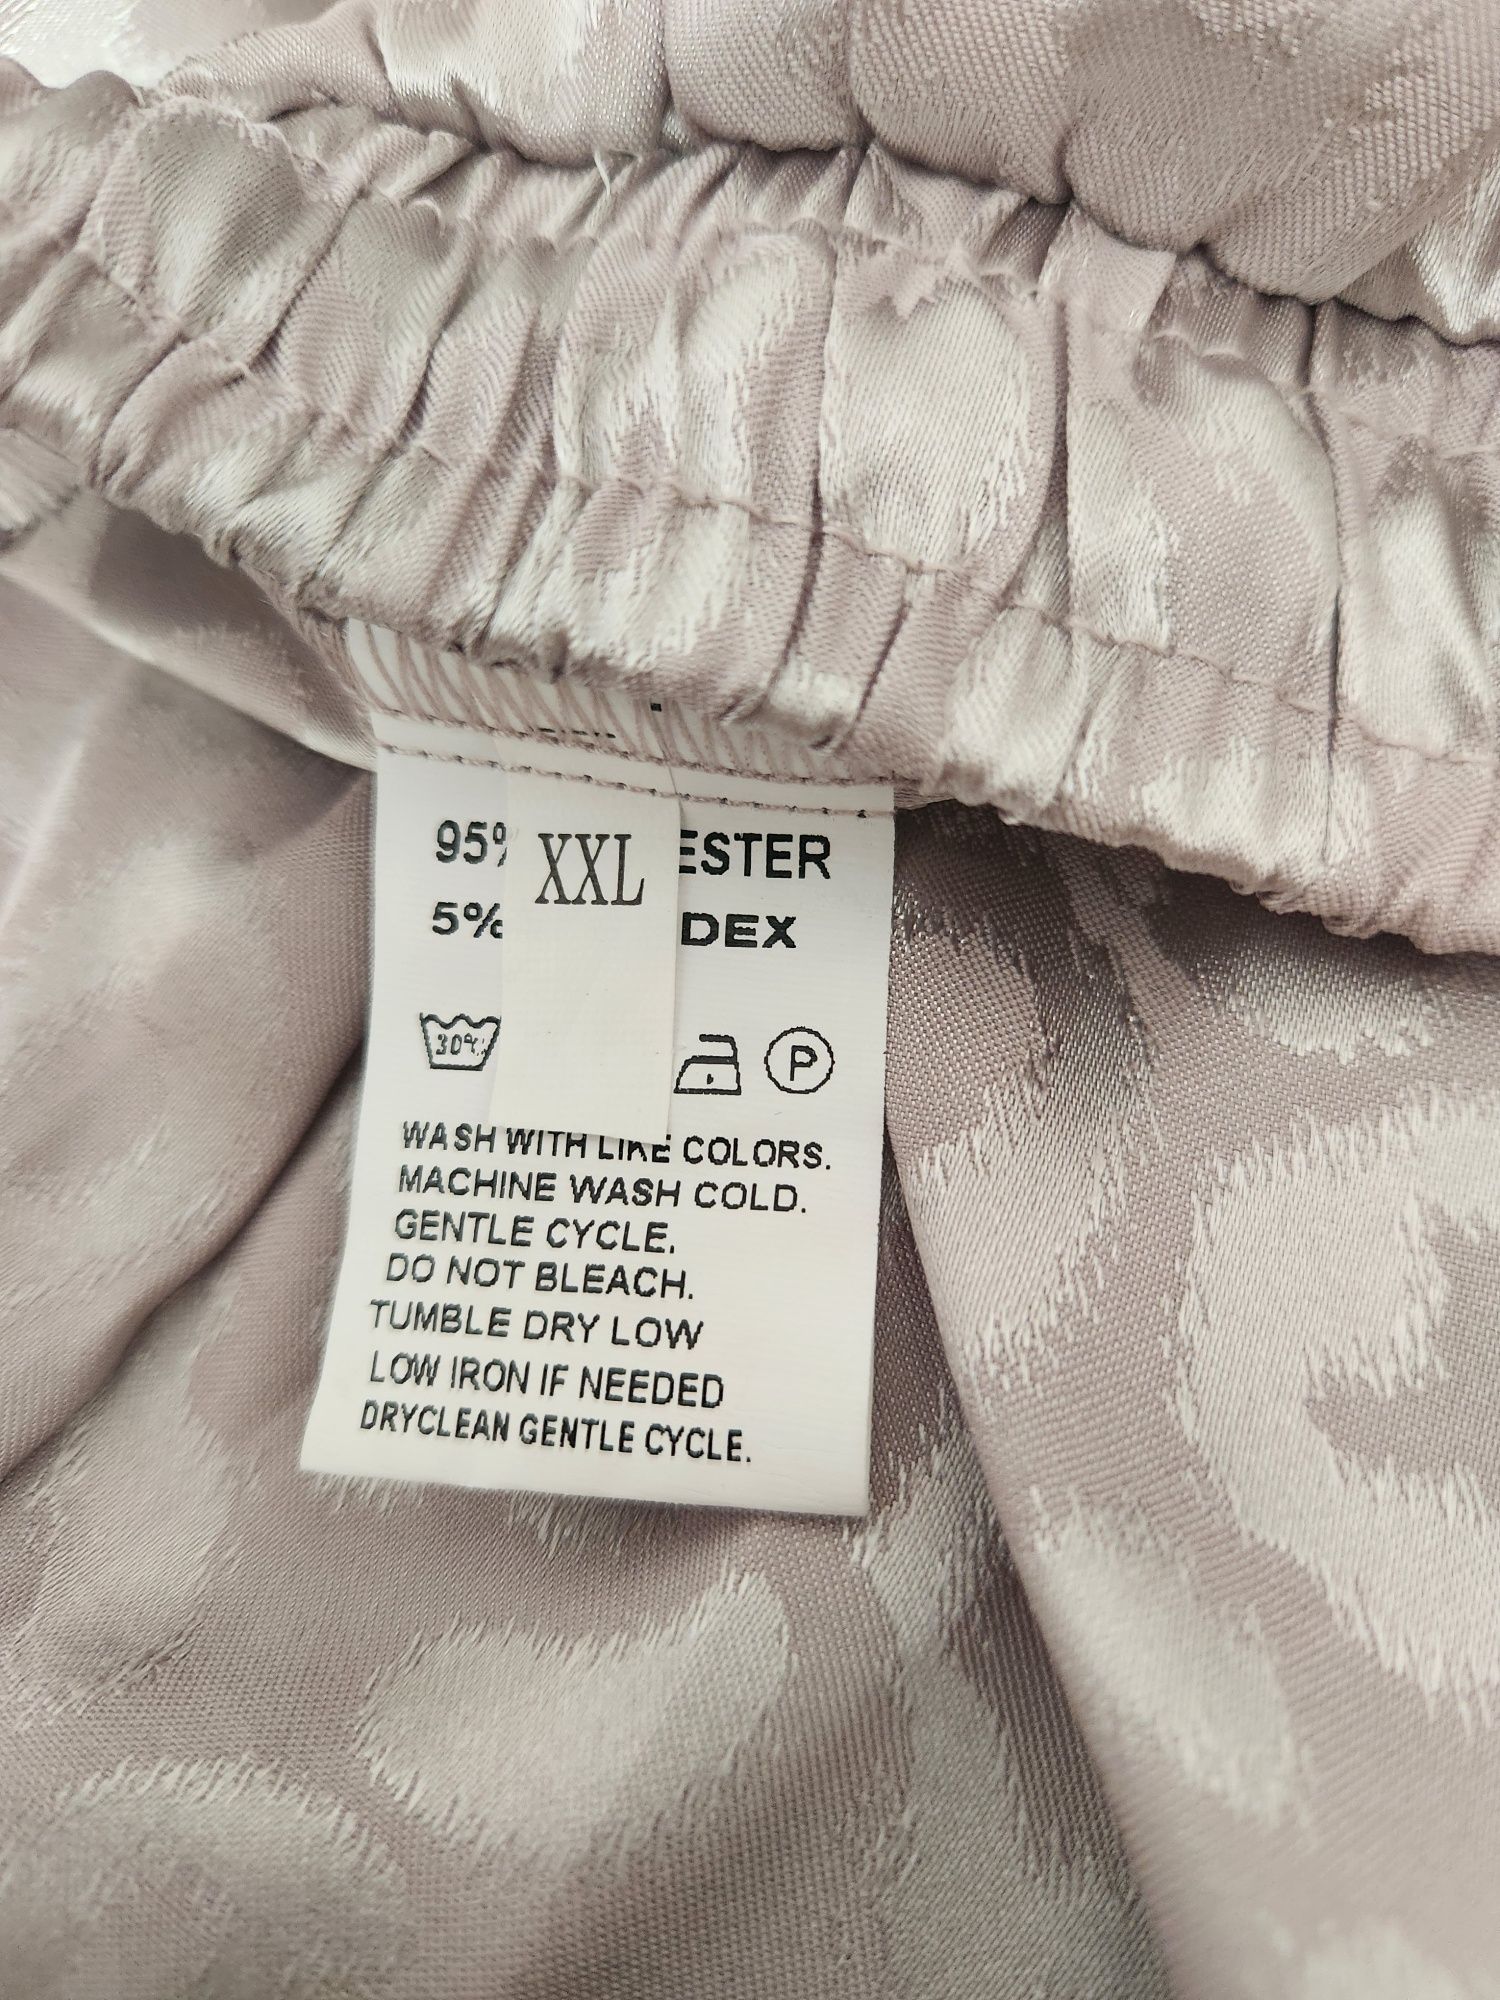 XXL
95% ESTER
5% DEX
30°C P
WASH WITH LIKE COLORS.
MACHINE WASH COLD.
GENTLE CYCLE.
DO NOT BLEACH.
TUMBLE DRY LOW
LOW IRON IF NEEDED
DRYCLEAN GENTLE CYCLE.